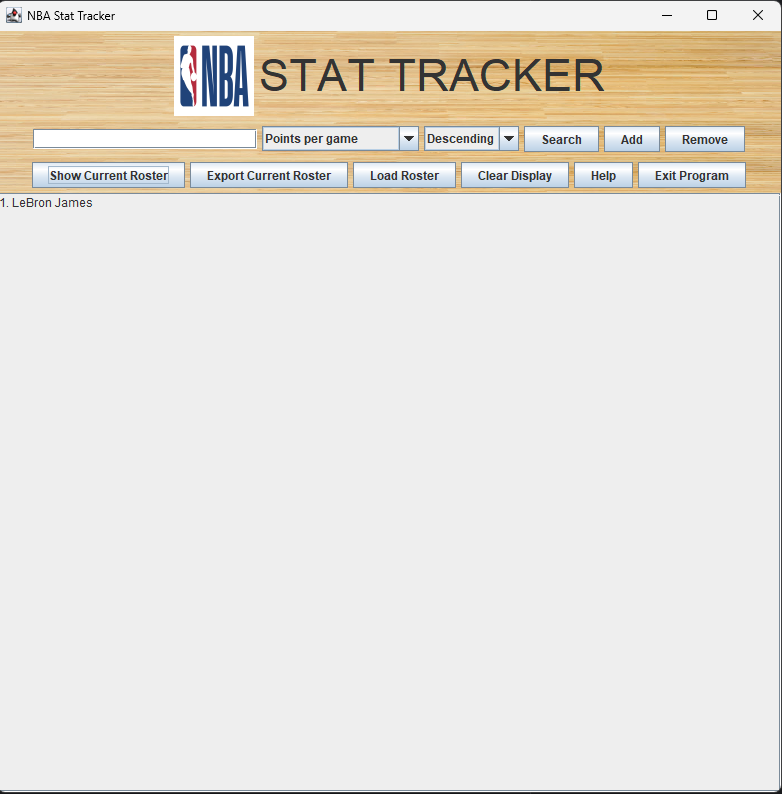 NBA Stat Tracker
NBA STAT TRACKER
Points per game Descending Search Add Remove
Show Current Roster Export Current Roster Load Roster Clear Display Help Exit Program
1. LeBron James